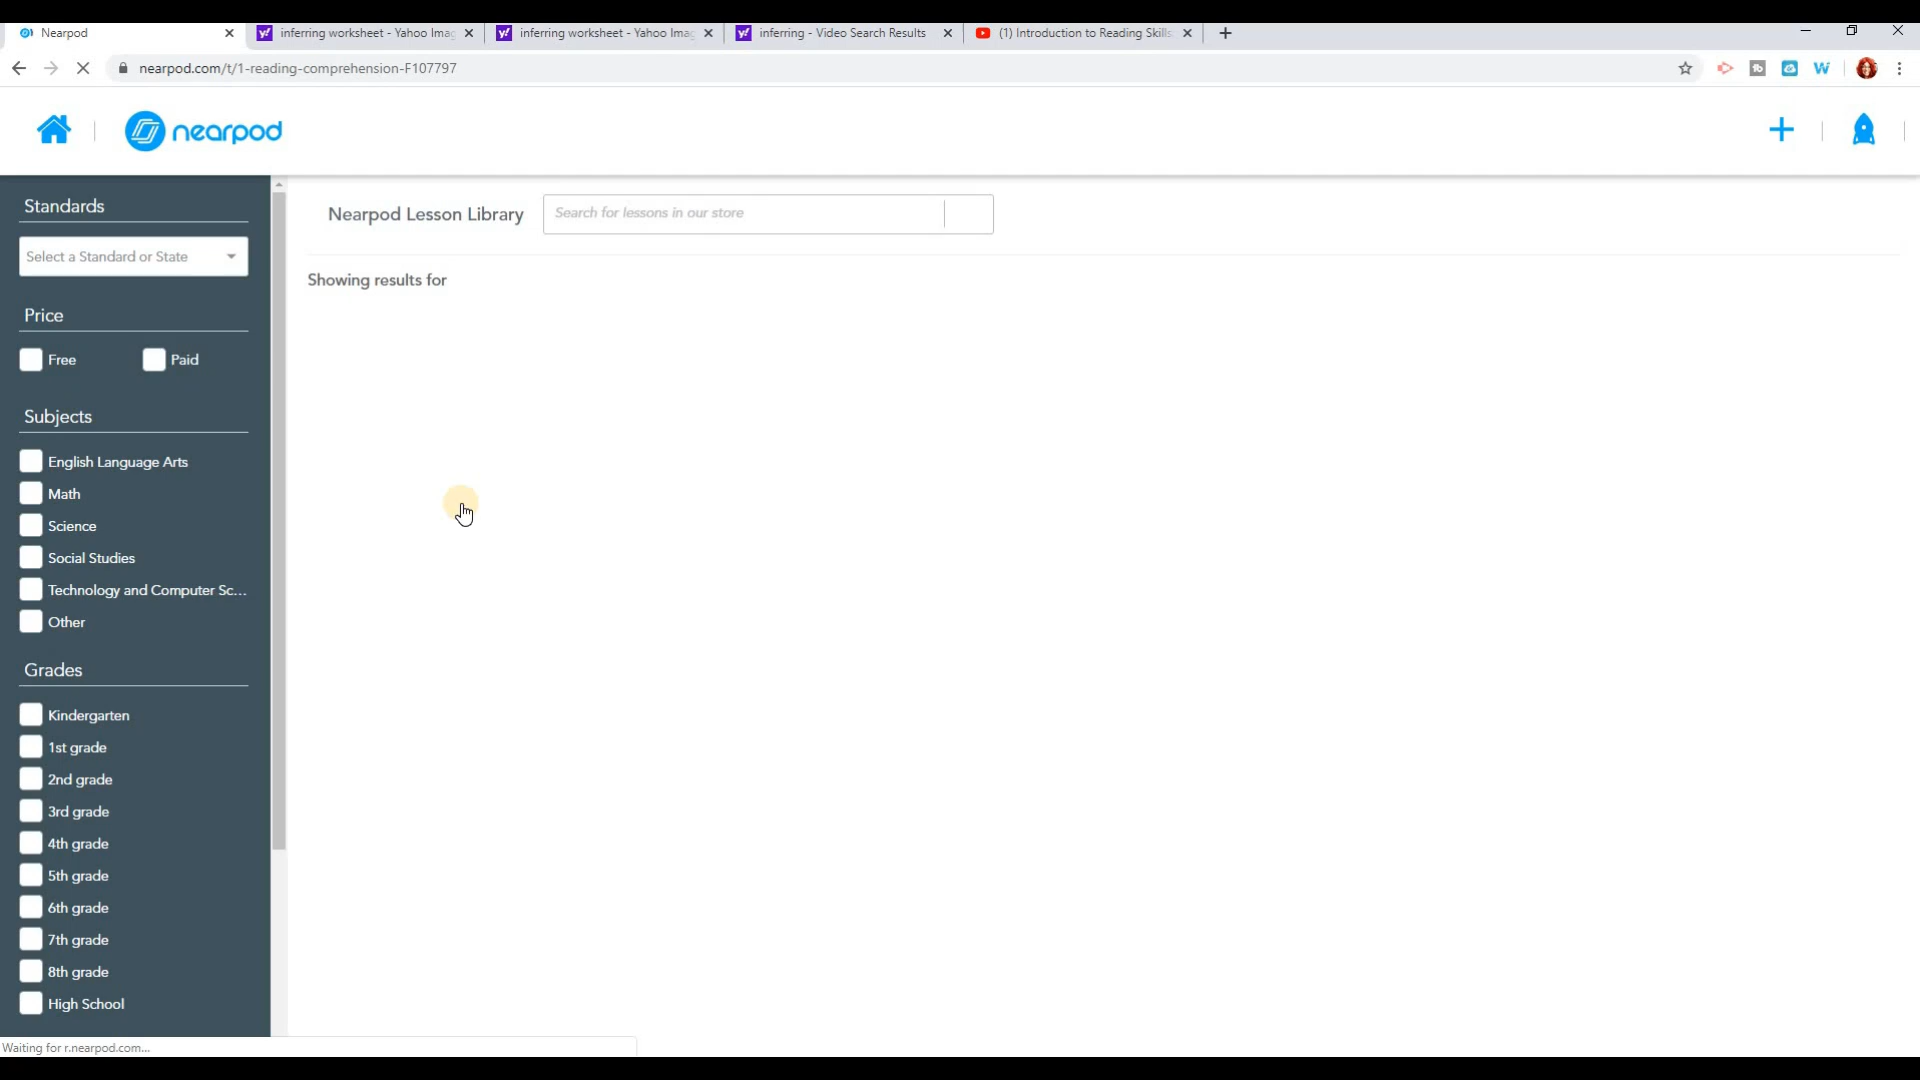 Nearpod
inferring worksheet - Yahoo Imag
inferring worksheet - Yahoo Imag
inferring - Video Search Results
(1) Introduction to Reading Skills
nearpod.com/t/1-reading-comprehension-F107797
nearpod
Standards
Select a Standard or State
Price
Free
Paid
Subjects
English Language Arts
Math
Science
Social Studies
Technology and Computer Sc...
Other
Grades
Kindergarten
1st grade
2nd grade
3rd grade
4th grade
5th grade
6th grade
7th grade
8th grade
High School
Nearpod Lesson Library
Search for lessons in our store
Showing results for
Waiting for r.nearpod.com...